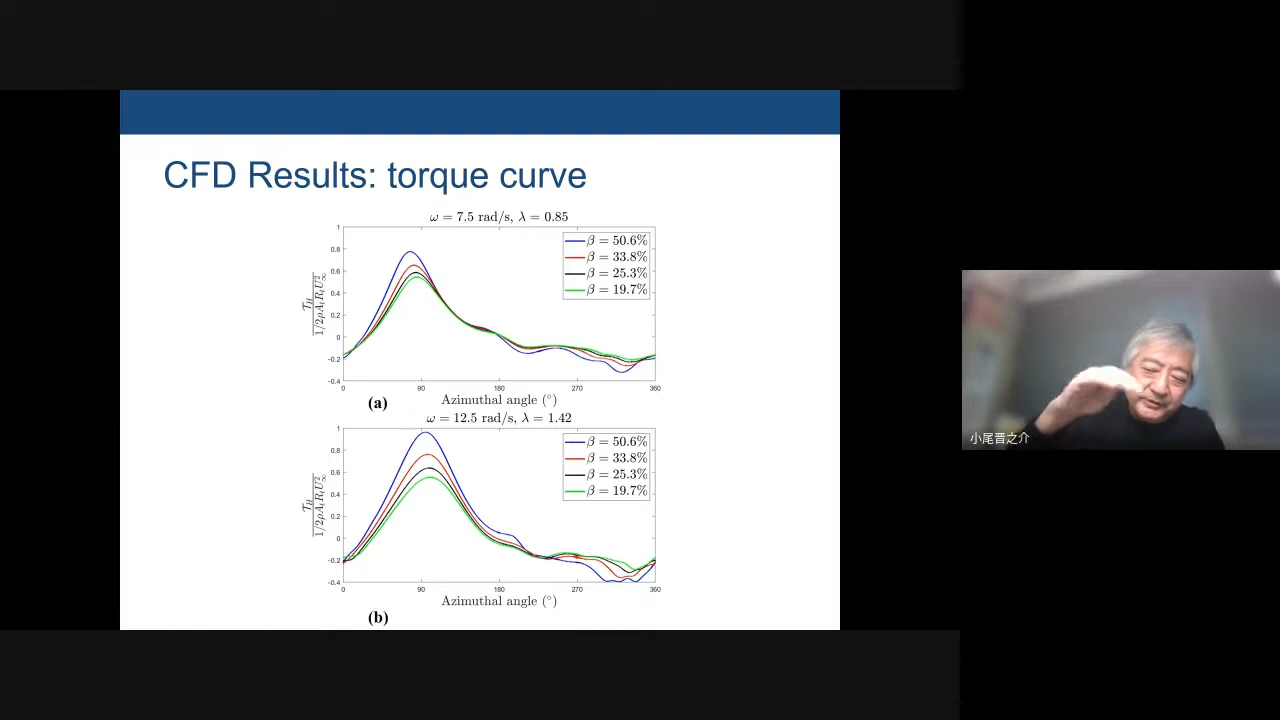 CFD Results: torque curve
ω = 7.5 rad/s, λ = 0.85
1
0.8
0.6
0.4
0.2
0
-0.2
-0.4
β = 50.6%
β = 33.8%
β = 25.3%
β = 19.7%
0 90 180 270 360
Azimuthal angle (°)
(a)
ω = 12.5 rad/s, λ = 1.42
1
0.8
0.6
0.4
0.2
0
-0.2
-0.4
β = 50.6%
β = 33.8%
β = 25.3%
β = 19.7%
0 90 180 270 360
Azimuthal angle (°)
(b)
小尾晋之介